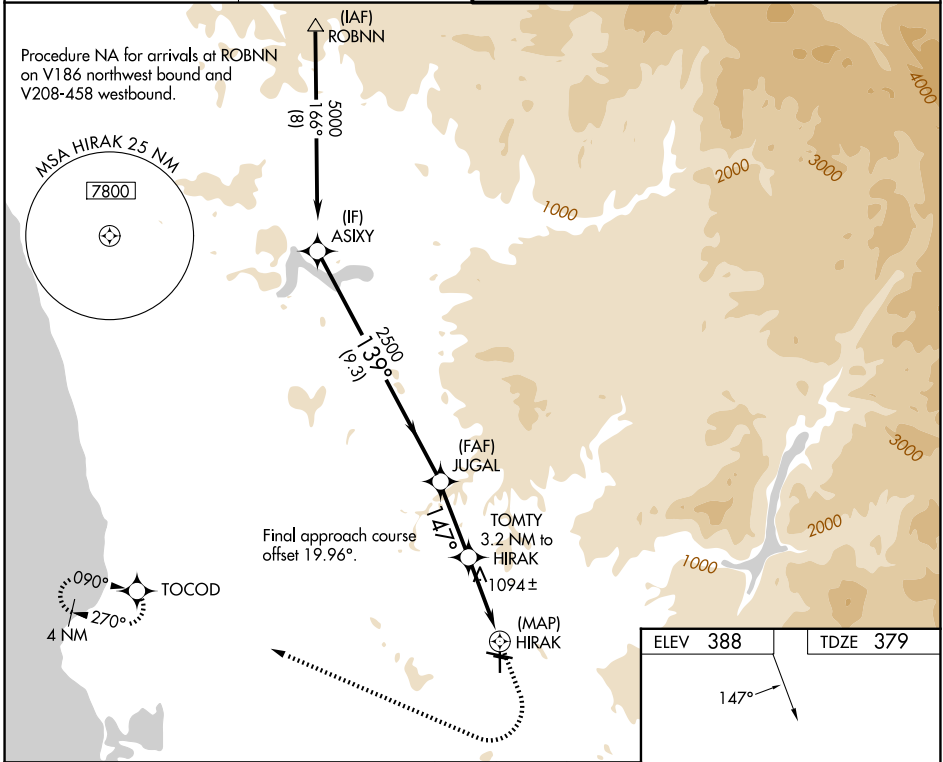 (IAF)
ROBNN
Procedure NA for arrivals at ROBNN
on V186 northwest bound and
V208-458 westbound.
5000
166°
(8)
4000
3000
2000
1000
MSA HIRAK 25 NM
7800
(IF)
ASIXY
2500
139°
(9.3)
(FAF)
JUGAL
147°
TOMTY
3.2 NM to
HIRAK
1094±
Final approach course
offset 19.96°.
3000
2000
1000
090°
TOCOD
270°
4 NM
(MAP)
HIRAK
ELEV 388
TDZE 379
147°